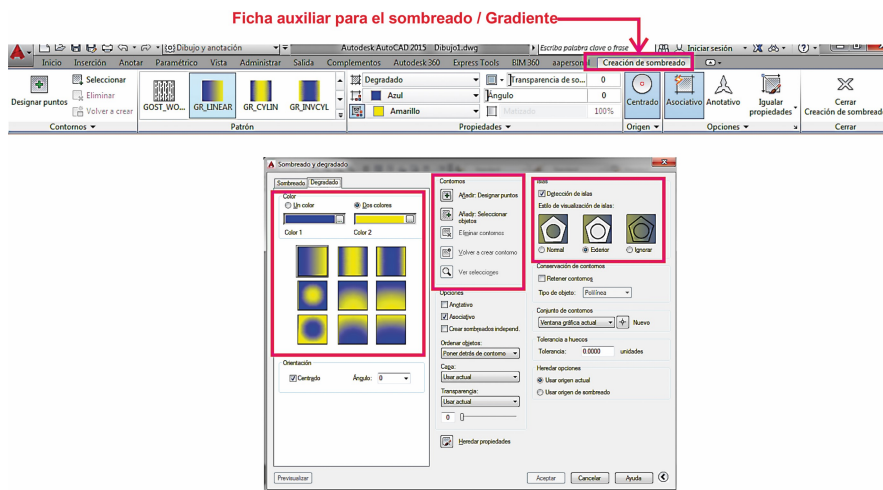 Ficha auxiliar para el sombreado / Gradiente
Dibujo y anotación
Autodesk AutoCAD 2015 Dibujo1.dwg
Escriba palabra clave o frase
Iniciar sesión
Inicio Inserción Anotar Paramétrico Vista Administrar Salida Complementos Autodesk 360 Express Tools BIM 360 aapersonal Creación de sombreado
Designar puntos
Seleccionar
Eliminar
Volver a crear
Contornos
GOST_WO... GR_LINEAR GR_CYLIN GR_INVCYL
Patrón
Degradado
Azul
Amarillo
Transparencia de so... 0
Ángulo 0
100%
Propiedades
Centrado
Origen
Asociativo Anotativo Igualar propiedades
Opciones
Cerrar
Creación de sombreado
Cerrar
Sombreado y degradado
Sombreado Degradado
Color
Un color Dos colores
Color 1 Color 2
Orientación
Centrado Ángulo: 0
Previsualizar
Contornos
Añadir: Designar puntos
Añadir: Seleccionar
objetos
Eliminar contornos
Volver a crear contorno
Ver selecciones
Opciones
Anotativo
Asociativo
Crear sombreados independ.
Ordenar objetos:
Poner detrás de contorno
Capa:
Usar actual
Transparencia:
Usar actual
0
Heredar propiedades
Islas
Detección de islas
Estilo de visualización de islas:
Normal Exterior Ignorar
Conservación de contornos
Retener contornos
Tipo de objeto: Polilínea
Conjunto de contornos
Ventana gráfica actual Nuevo
Tolerancia a huecos
Tolerancia: 0.0000 unidades
Heredar opciones
Usar origen actual
Usar origen de sombreado
Aceptar Cancelar Ayuda